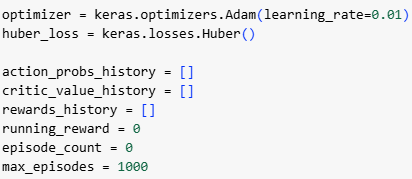 optimizer = keras.optimizers.Adam(learning_rate=0.01)
huber_loss = keras.losses.Huber()
action_probs_history = []
critic_value_history = []
rewards_history = []
running_reward = 0
episode_count = 0
max_episodes = 1000